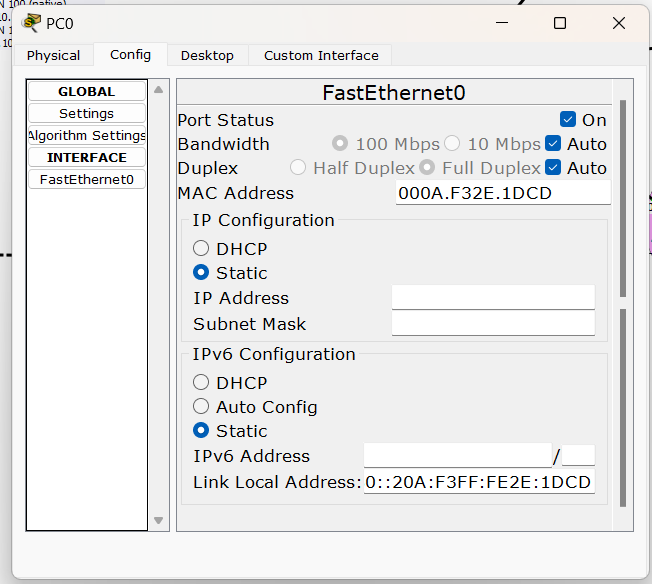 N 100 (native)
PC0
10.
N 1
10
Physical Config Desktop Custom Interface
GLOBAL
Settings
Algorithm Settings
INTERFACE
FastEthernet0
FastEthernet0
Port Status On
Bandwidth 100 Mbps 10 Mbps Auto
Duplex Half Duplex Full Duplex Auto
MAC Address 000A.F32E.1DCD
IP Configuration
DHCP
Static
IP Address
Subnet Mask
IPv6 Configuration
DHCP
Auto Config
Static
IPv6 Address /
Link Local Address: 0::20A:F3FF:FE2E:1DCD